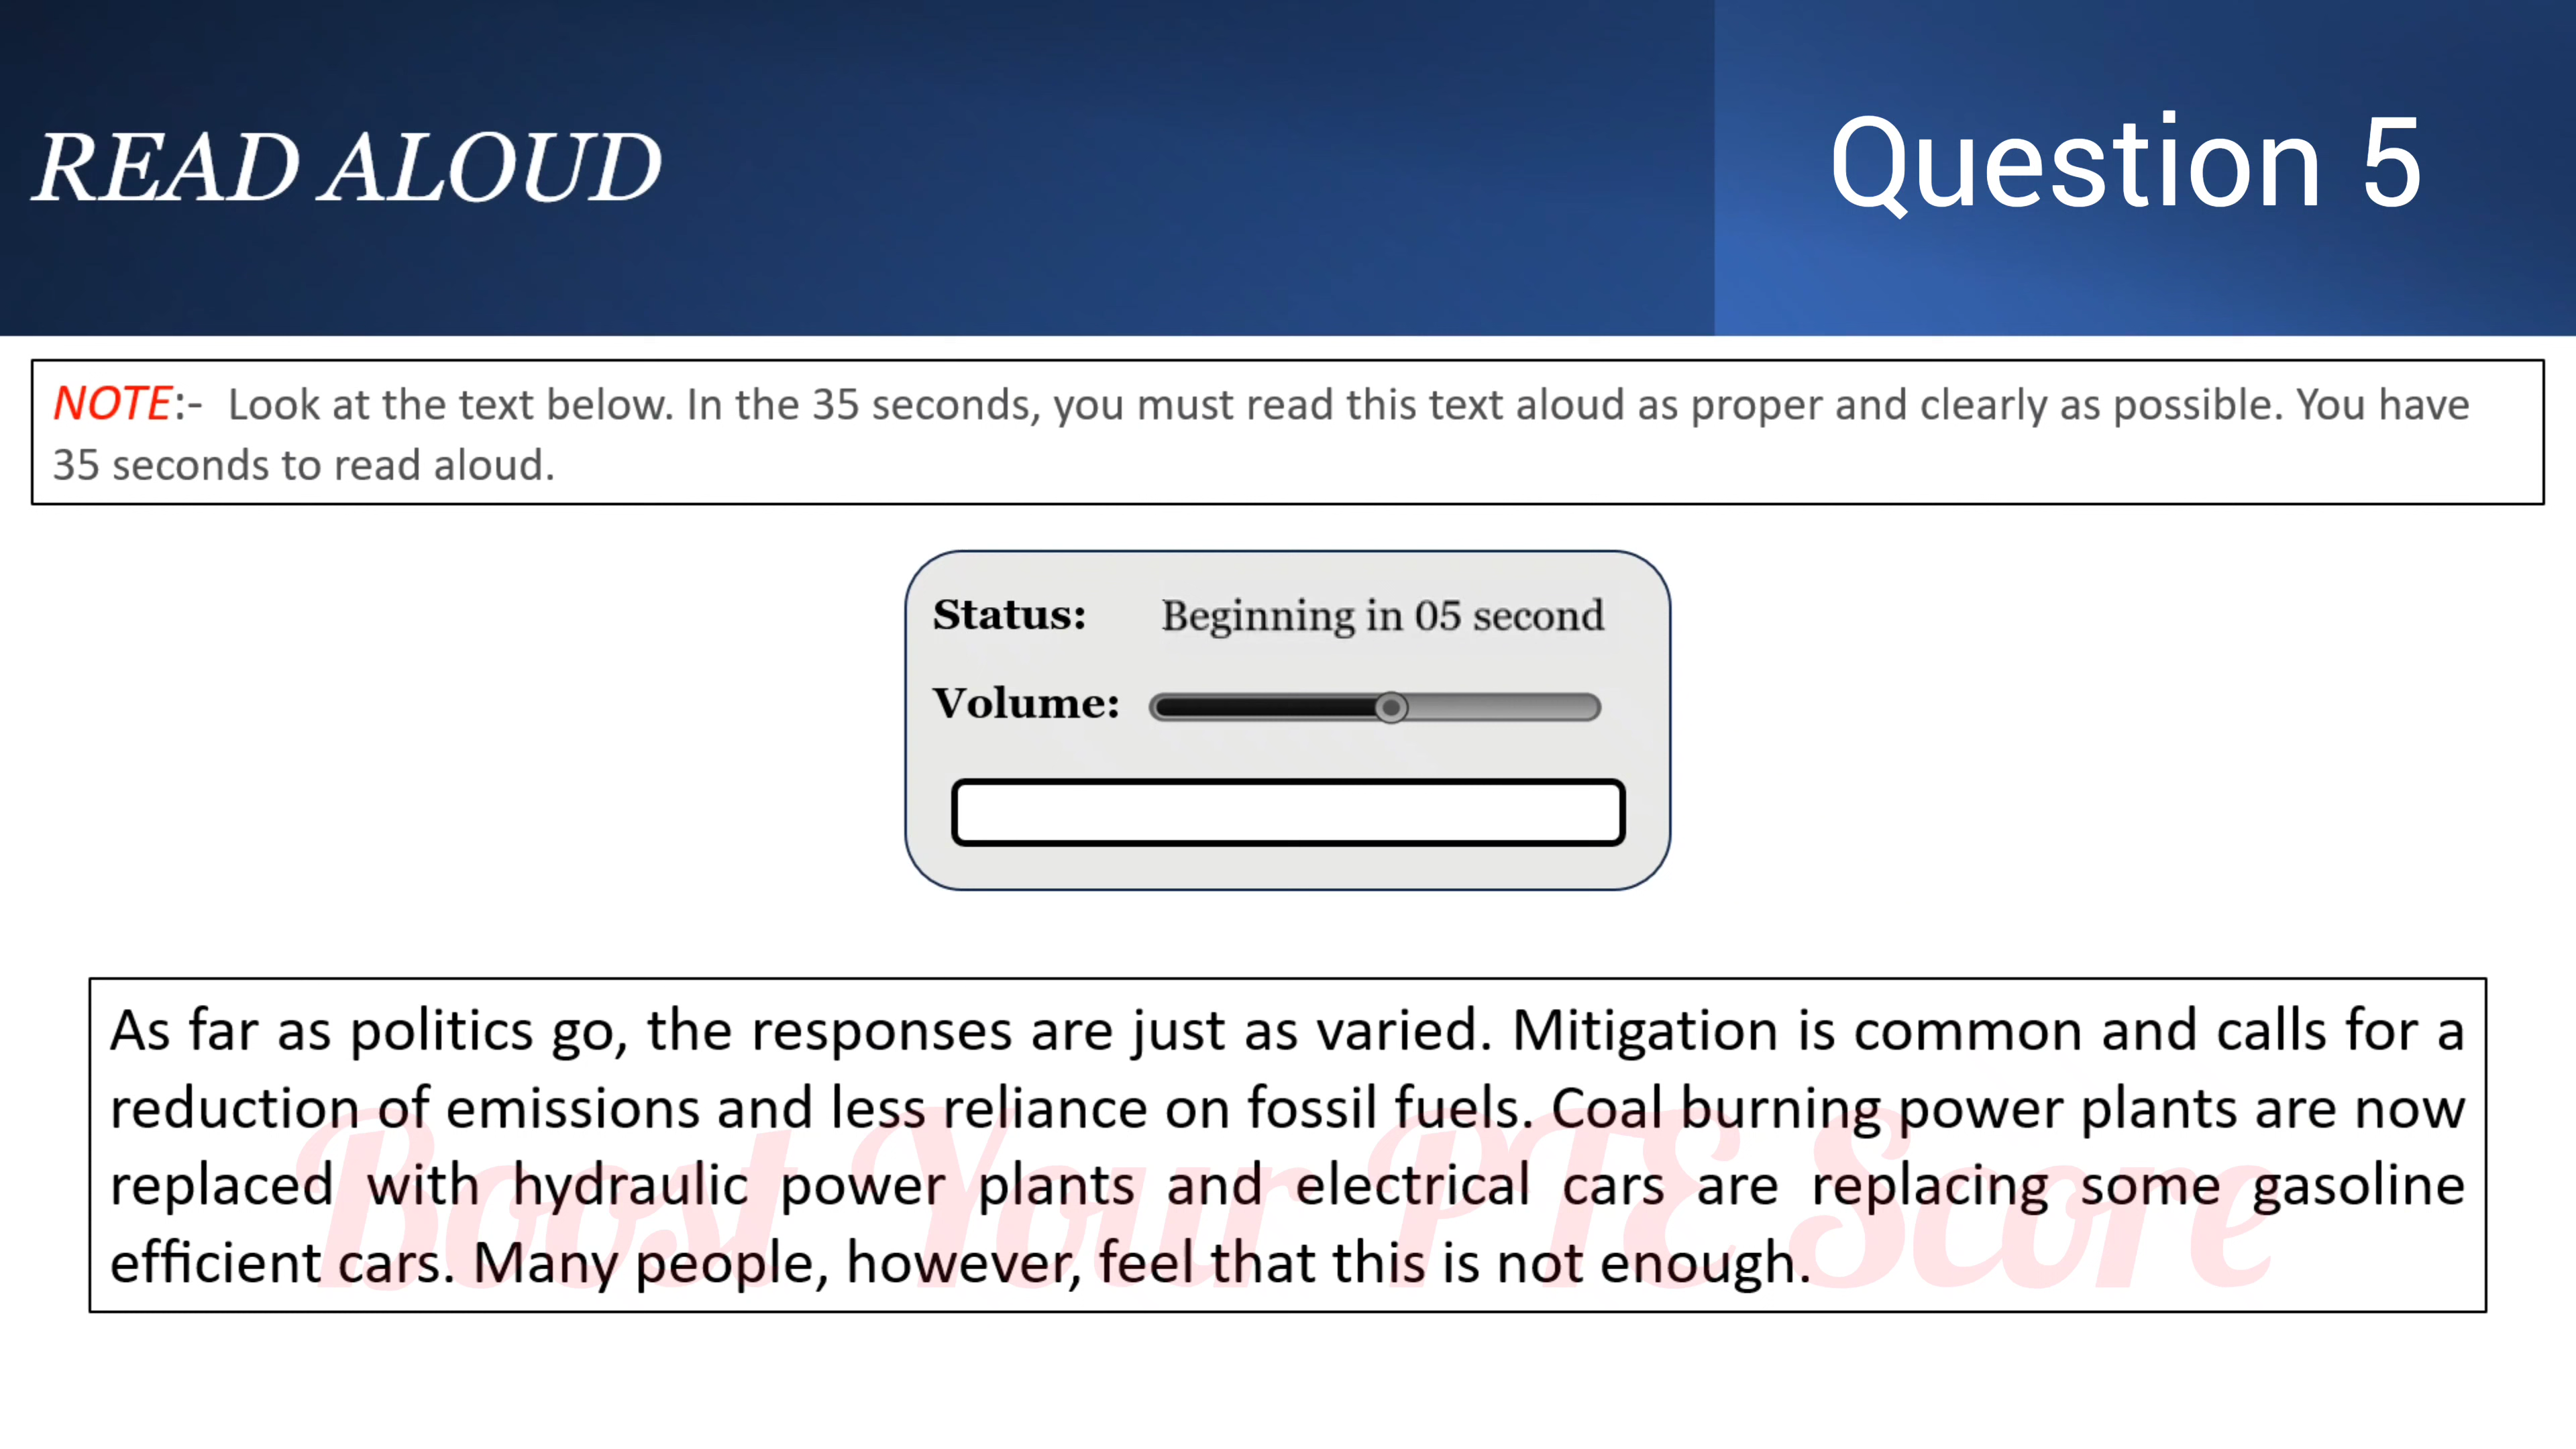 READ ALOUD
Question 5
NOTE:- Look at the text below. In the 35 seconds, you must read this text aloud as proper and clearly as possible. You have
35 seconds to read aloud.
Status: Beginning in 05 second
Volume:
As far as politics go, the responses are just as varied. Mitigation is common and calls for a
reduction of emissions and less reliance on fossil fuels. Coal burning power plants are now
replaced with hydraulic power plants and electrical cars are replacing some gasoline
efficient cars. Many people, however, feel that this is not enough.
Boost Your PTE Score